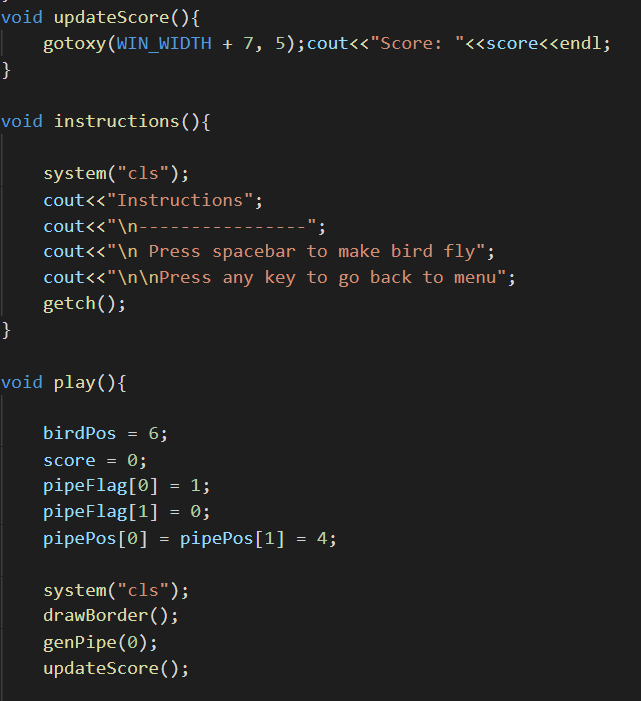 void updateScore(){
    gotoxy(WIN_WIDTH + 7, 5);cout<<"Score: "<<score<<endl;
}
void instructions(){
    system("cls");
    cout<<"Instructions";
    cout<<"\n----------------";
    cout<<"\n Press spacebar to make bird fly";
    cout<<"\n\nPress any key to go back to menu";
    getch();
}
void play(){
    birdPos = 6;
    score = 0;
    pipeFlag[0] = 1;
    pipeFlag[1] = 0;
    pipePos[0] = pipePos[1] = 4;
    system("cls");
    drawBorder();
    genPipe(0);
    updateScore();